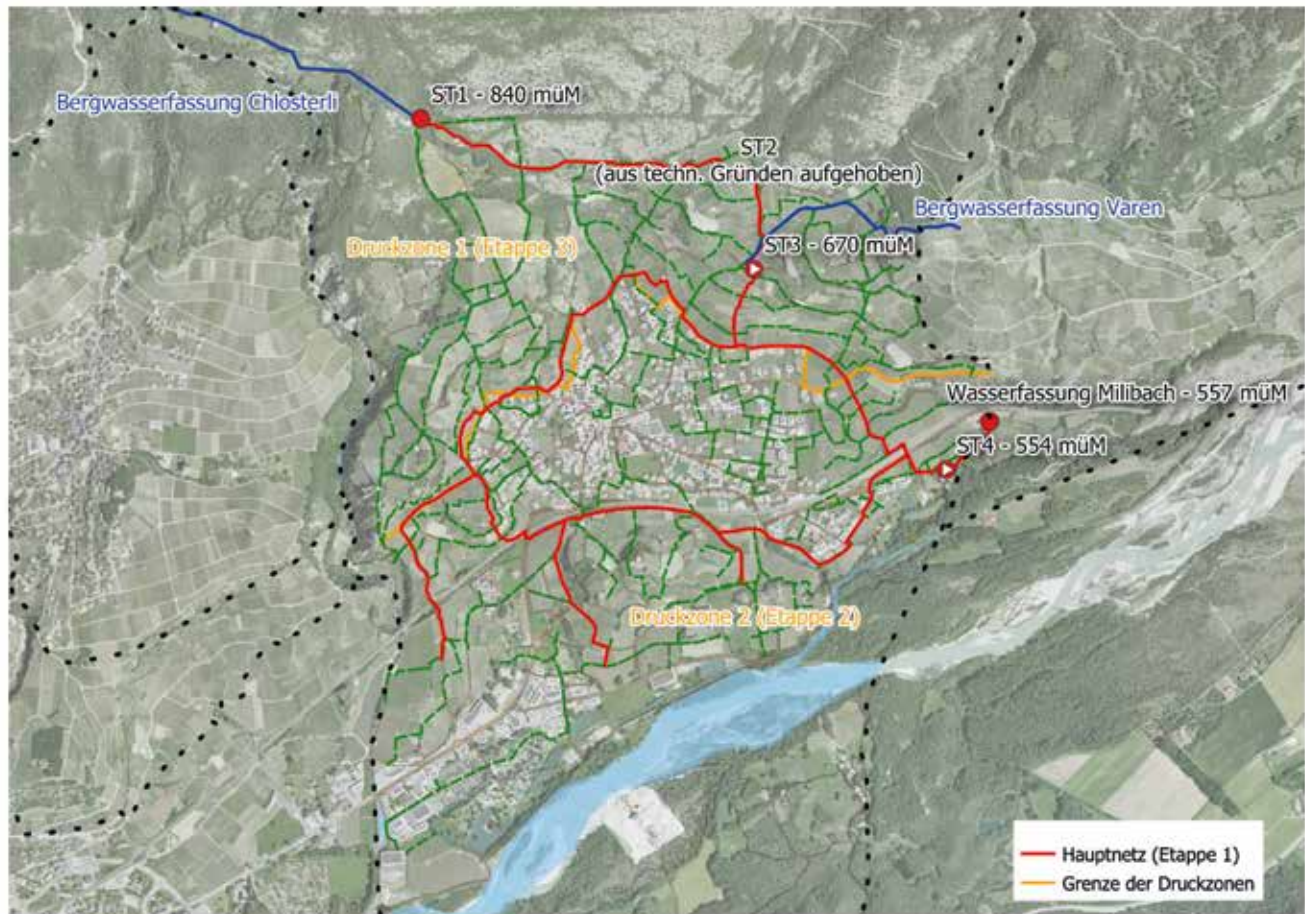 Bergwasserfassung Chlosterli
ST1 - 840 müM
ST2
(aus techn. Gründen aufgehoben)
Bergwasserfassung Varen
Druckzone 1 (Etappe 3)
ST3 - 670 müM
Wasserfassung Milibach - 557 müM
ST4 - 554 müM
Druckzone 2 (Etappe 2)
Hauptnetz (Etappe 1)
Grenze der Druckzonen